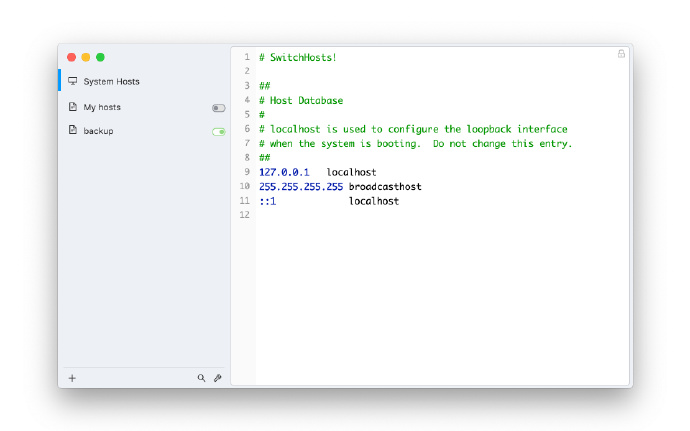 System Hosts
My hosts
backup
1 # SwitchHosts!
2
3 ##
4 # Host Database
5 #
6 # localhost is used to configure the loopback interface
7 # when the system is booting.  Do not change this entry.
8 ##
9 127.0.0.1   localhost
10 255.255.255.255 broadcasthost
11 ::1             localhost
12